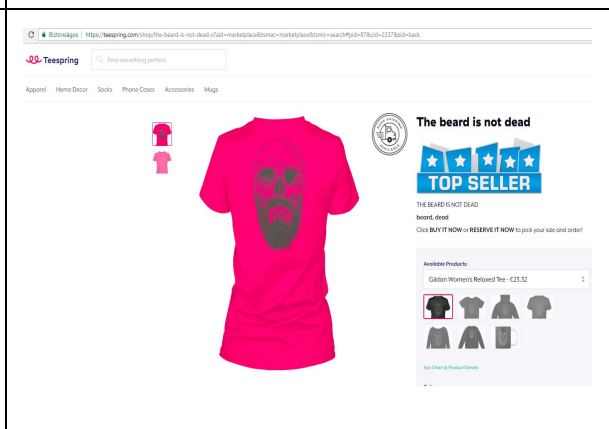 Biztonságos | https://teespring.com/shop/the-beard-is-not-dead-x?aid=marketplace&tsmac=marketplace&tsmic=search#pid=87&cid=2337&sid=back
Teespring
Find something perfect
Apparel Home Decor Socks Phone Cases Accessories Mugs
The beard is not dead
TOP SELLER
THE BEARD IS NOT DEAD
beard, dead
Click BUY IT NOW or RESERVE IT NOW to pick your size and order!
Available Products:
Gildan Women's Relaxed Tee - €23.32
Size Chart & Product Details